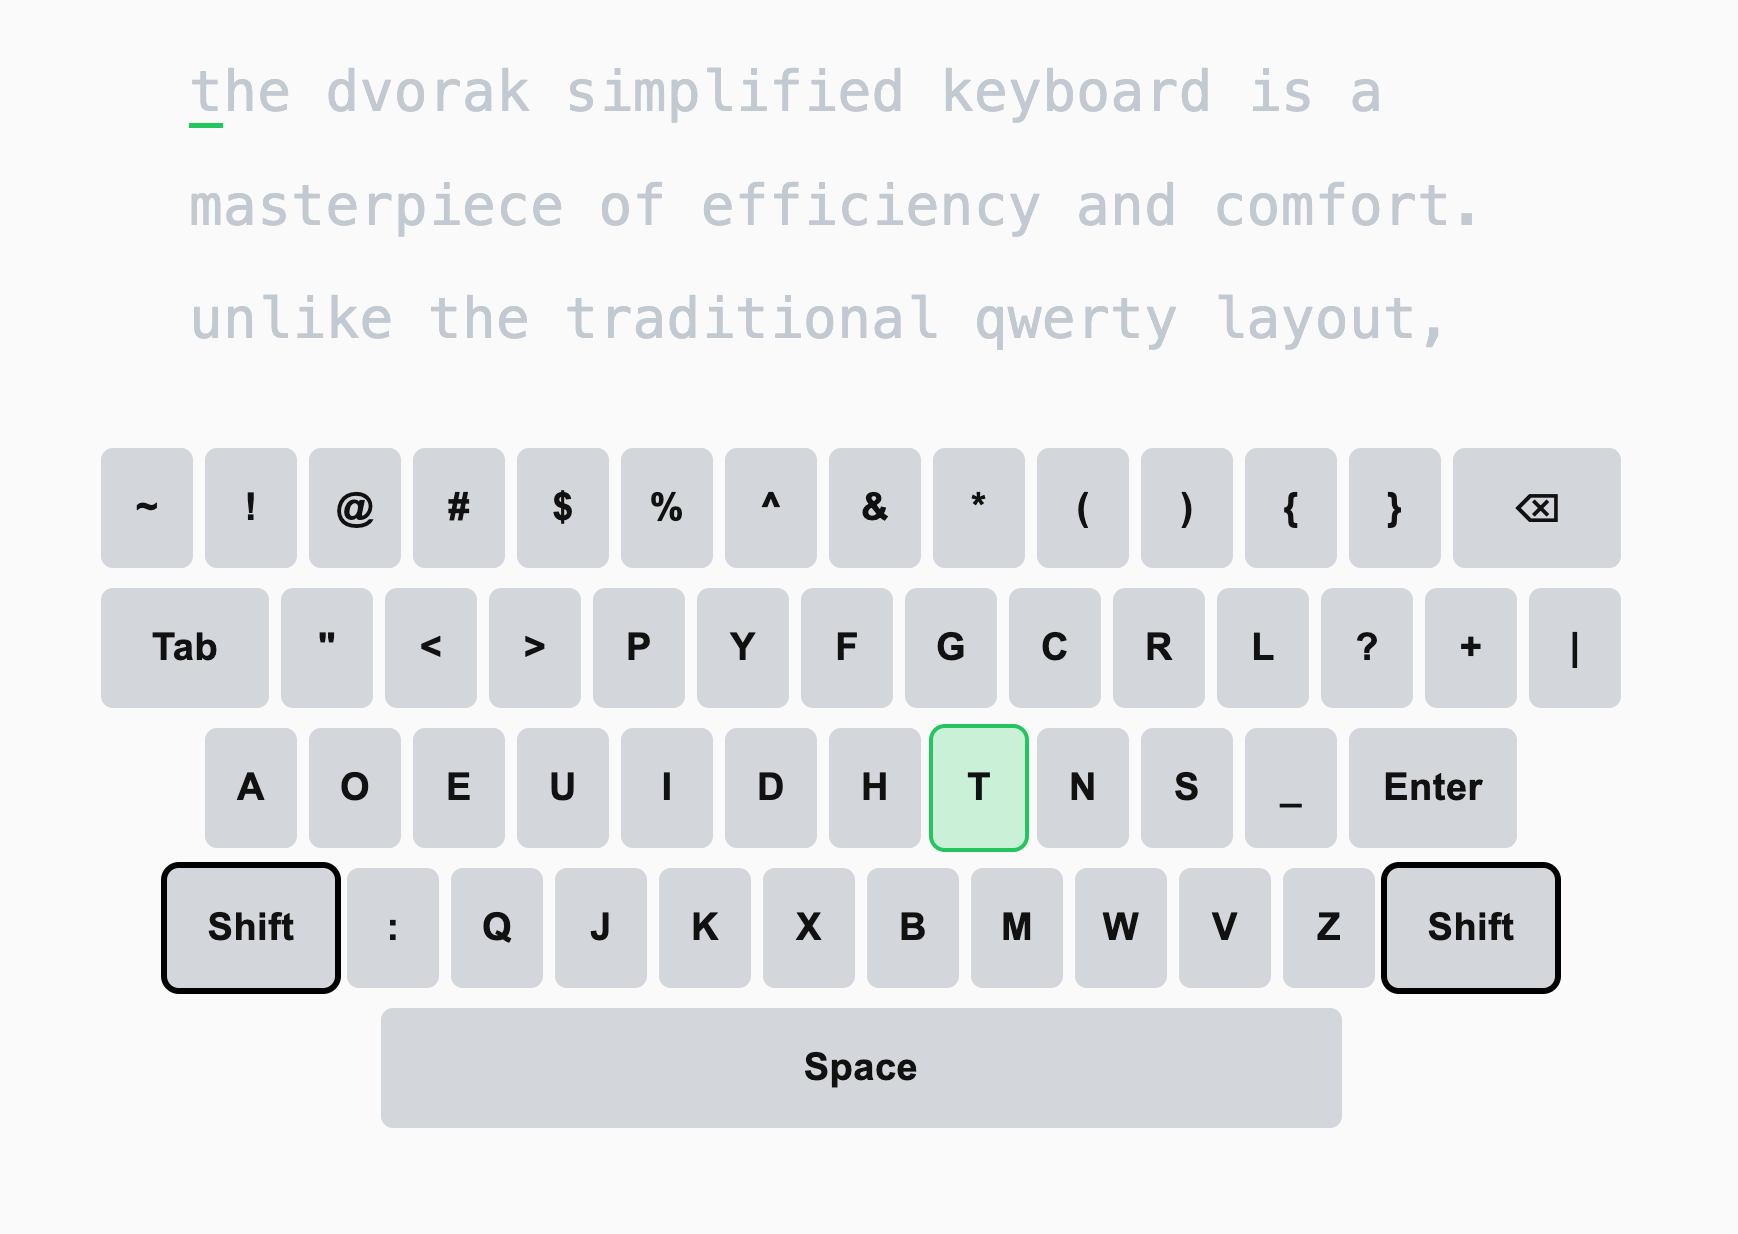 the dvorak simplified keyboard is a
masterpiece of efficiency and comfort.
unlike the traditional qwerty layout,
~ ! @ # $ % ^ & * ( ) { }
Tab " < > P Y F G C R L ? + |
A O E U I D H T N S _ Enter
Shift : Q J K X B M W V Z Shift
Space